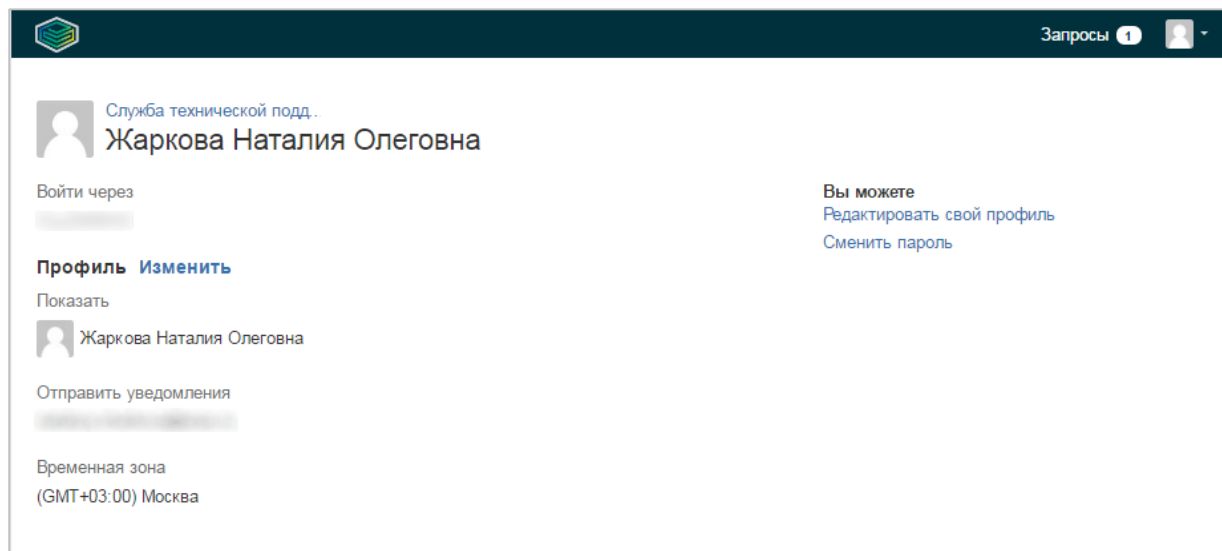 Запросы 1
Служба технической подд...
Жаркова Наталия Олеговна
Войти через
Вы можете
Редактировать свой профиль
Сменить пароль
Профиль Изменить
Показать
Жаркова Наталия Олеговна
Отправить уведомления
Временная зона
(GMT+03:00) Москва